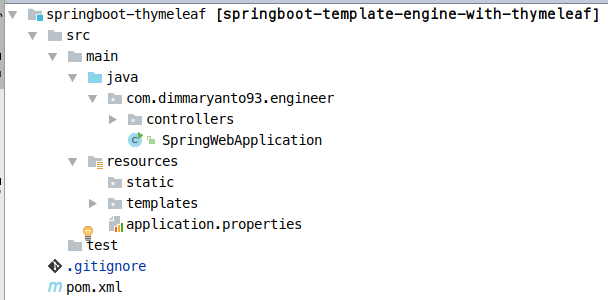 springboot-thymeleaf [springboot-template-engine-with-thymeleaf]
src
main
java
com.dimmaryanto93.engineer
controllers
SpringWebApplication
resources
static
templates
application.properties
test
.gitignore
pom.xml